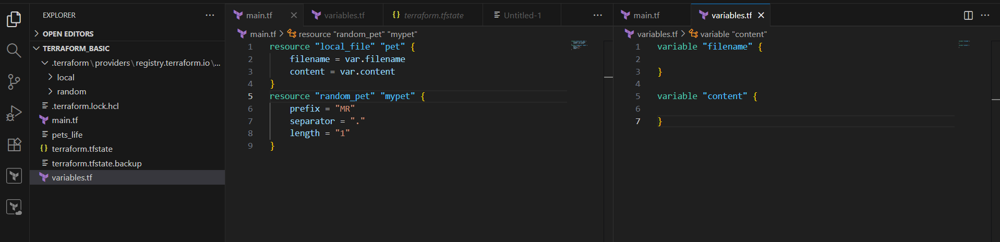 EXPLORER
OPEN EDITORS
TERRAFORM_BASIC
.terraform\providers\registry.terraform.io\...
local
random
.terraform.lock.hcl
main.tf
pets_life
{} terraform.tfstate
terraform.tfstate.backup
variables.tf
main.tf
variables.tf
{} terraform.tfstate
Untitled-1
main.tf > resource "random_pet" "mypet"
1 resource "local_file" "pet" {
2 filename = var.filename
3 content = var.content
4 }
5 resource "random_pet" "mypet" {
6 prefix = "MR"
7 separator = "."
8 length = "1"
9 }
main.tf
variables.tf
variables.tf > variable "content"
1 variable "filename" {
2
3 }
4
5 variable "content" {
6
7 }